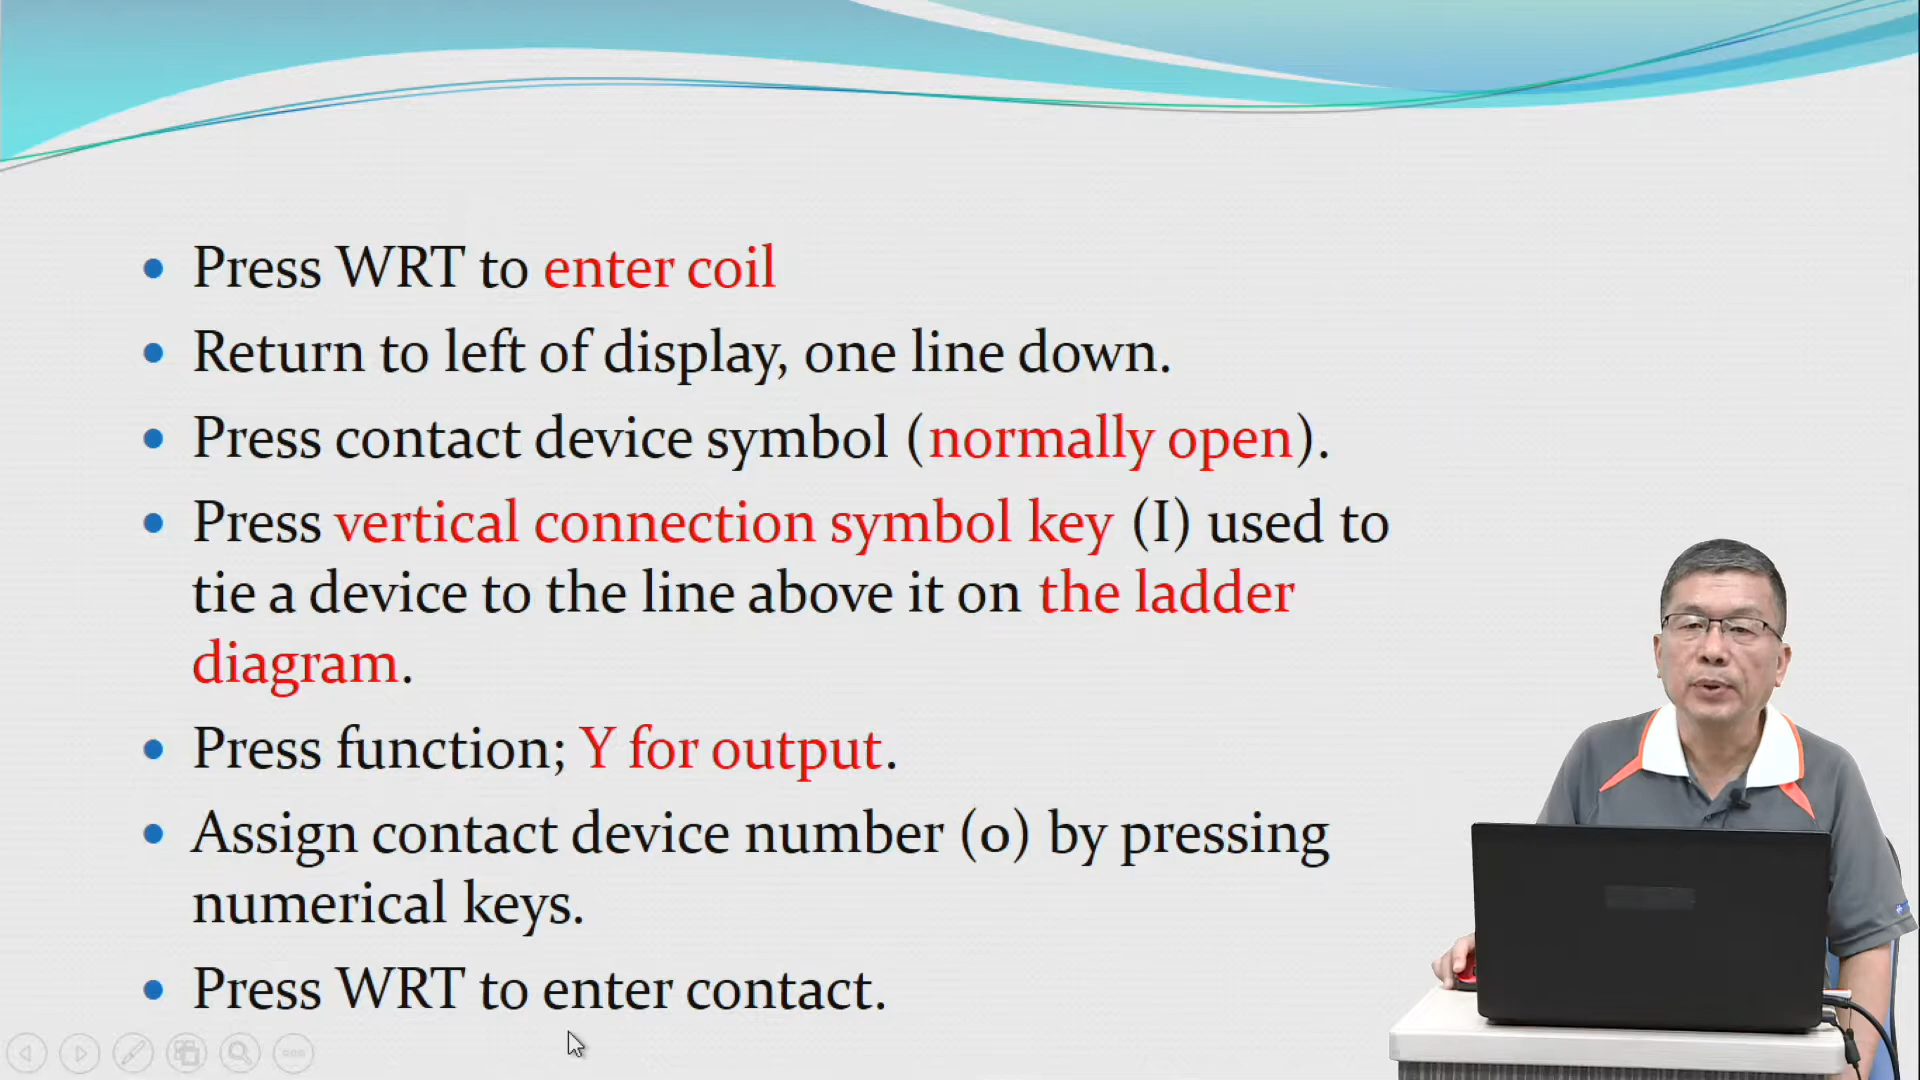 Press WRT to enter coil
Return to left of display, one line down.
Press contact device symbol (normally open).
Press vertical connection symbol key (I) used to
tie a device to the line above it on the ladder
diagram.
Press function; Y for output.
Assign contact device number (0) by pressing
numerical keys.
Press WRT to enter contact.